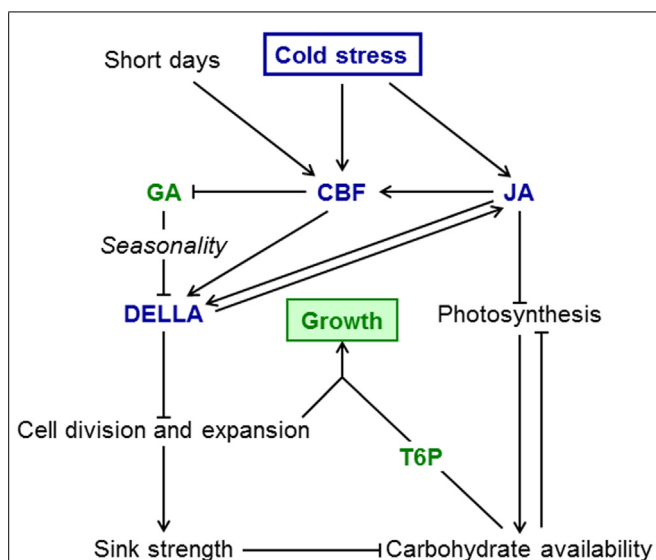 Short days
Cold stress
GA
CBF
JA
Seasonality
DELLA
Growth
Photosynthesis
Cell division and expansion
T6P
Sink strength
Carbohydrate availability